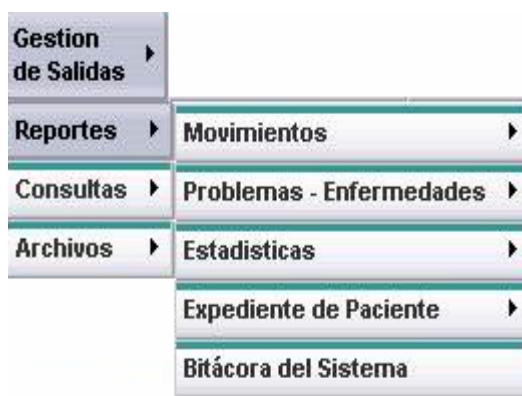 Gestion
de Salidas
Reportes
Movimientos
Consultas
Problemas - Enfermedades
Archivos
Estadisticas
Expediente de Paciente
Bitácora del Sistema